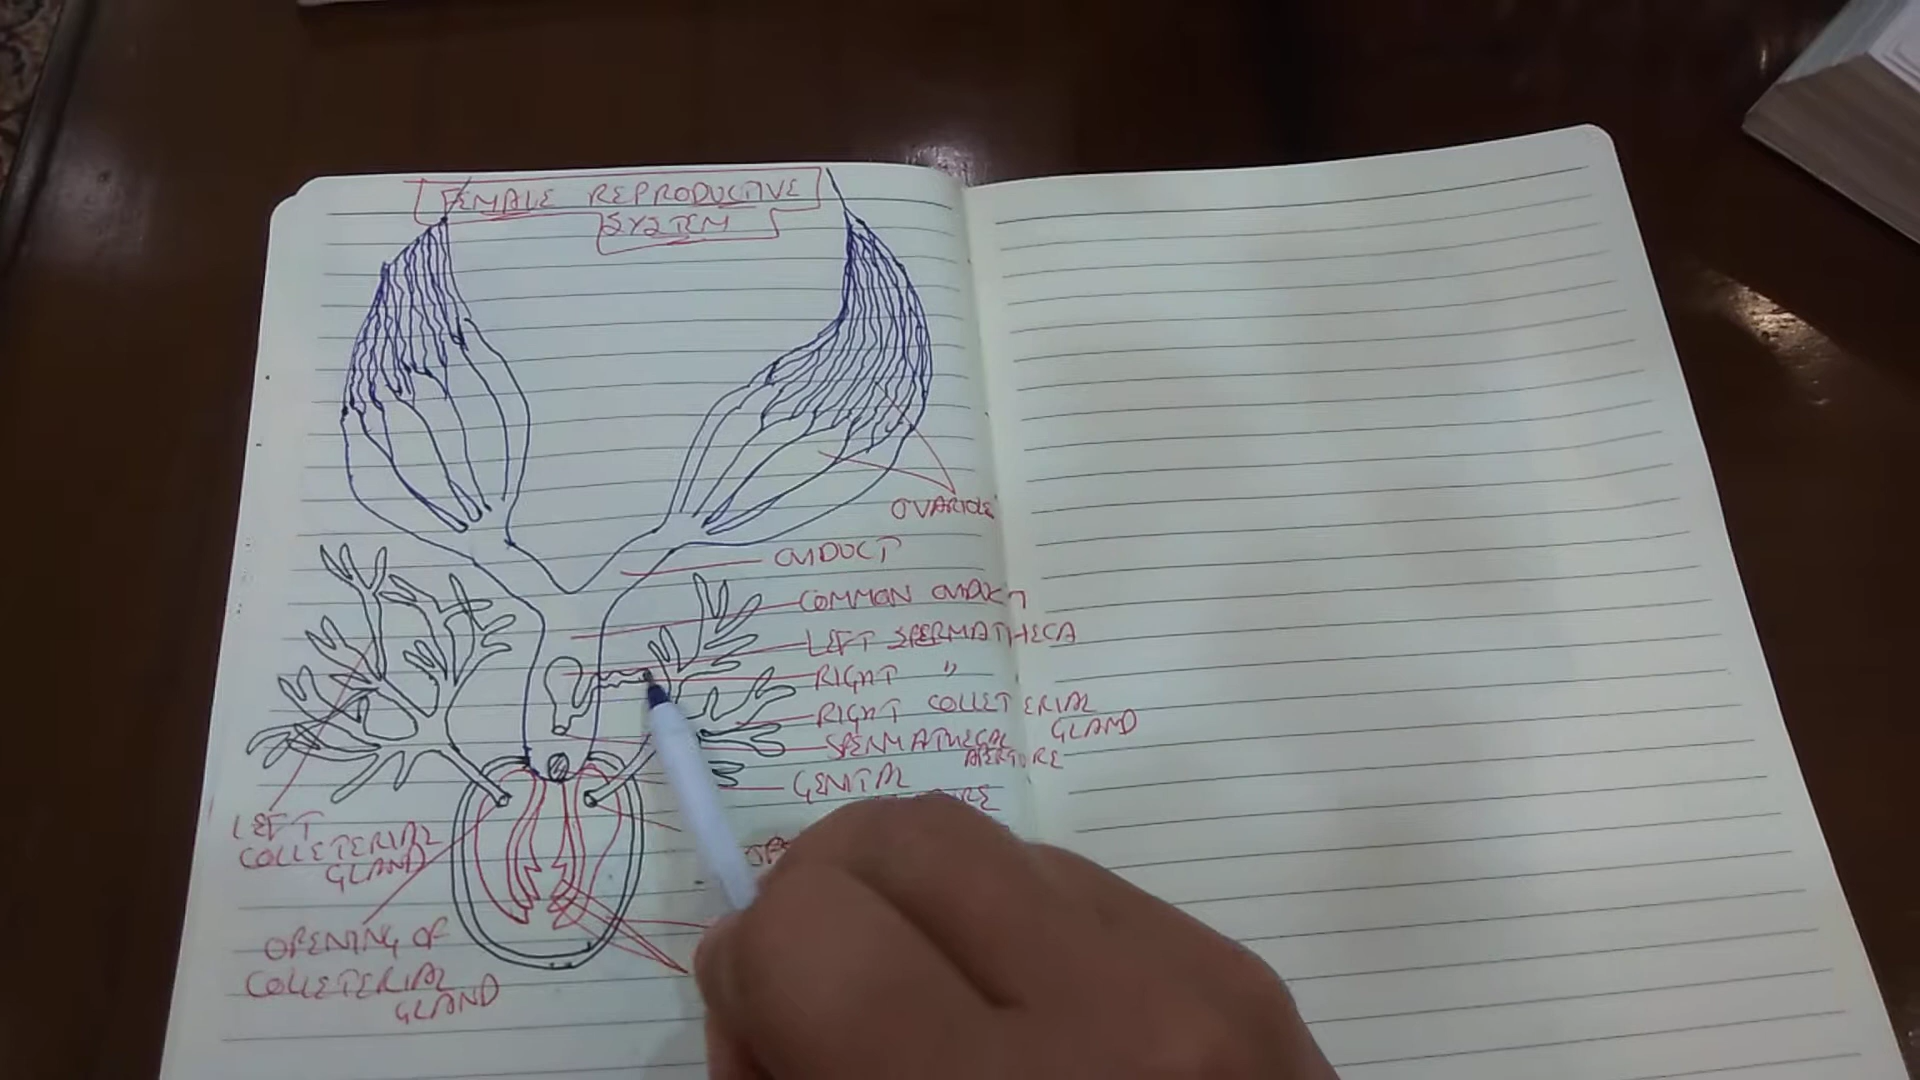 FEMALE REPRODUCTIVE
SYSTEM
OVARIOLE
OVIDUCT
COMMON OVIDUCT
LEFT SPERMATHECA
RIGHT "
RIGHT COLLETERIAL
GLAND
SPERMATHECAL
APERTURE
GENITAL
LEFT
COLLETERIAL
GLAND
OPENING OF
COLLETERIAL
GLAND